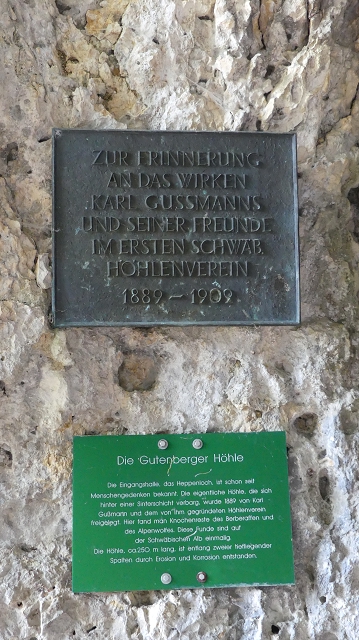 ZUR ERINNERUNG
AN DAS WIRKEN
KARL GUSSMANNS
UND SEINER FREUNDE
IM ERSTEN SCHWÄB.
HÖHLENVEREIN
1889 – 1909
Die Gutenberger Höhle
Die Eingangshalle, das Heppenloch, ist schon seit
Menschengedenken bekannt. Die eigentliche Höhle, die sich
hinter einer Sinterschicht verbarg, wurde 1889 von Karl
Gußmann und dem von ihm gegründeten Höhlenverein
freigelegt. Hier fand man Knochenreste des Berberaffen und
des Alpenwolfes. Diese Funde sind auf
der Schwäbischen Alb einmalig.
Die Höhle, ca.250 m lang, ist entlang zweier tiefliegender
Spalten durch Erosion und Korrosion entstanden.